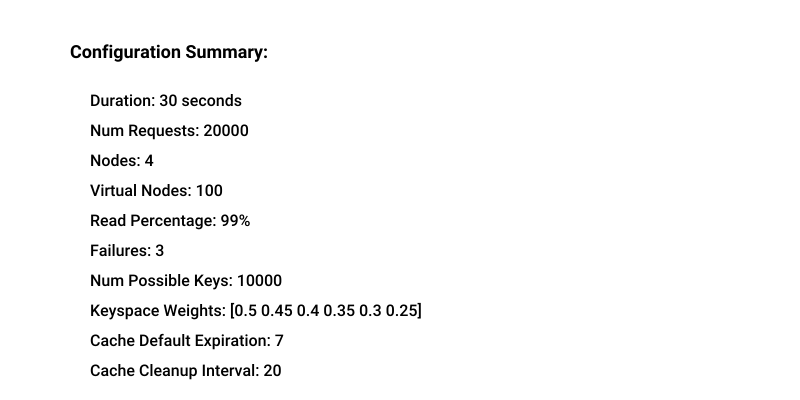 Configuration Summary:
Duration: 30 seconds
Num Requests: 20000
Nodes: 4
Virtual Nodes: 100
Read Percentage: 99%
Failures: 3
Num Possible Keys: 10000
Keyspace Weights: [0.5 0.45 0.4 0.35 0.3 0.25]
Cache Default Expiration: 7
Cache Cleanup Interval: 20